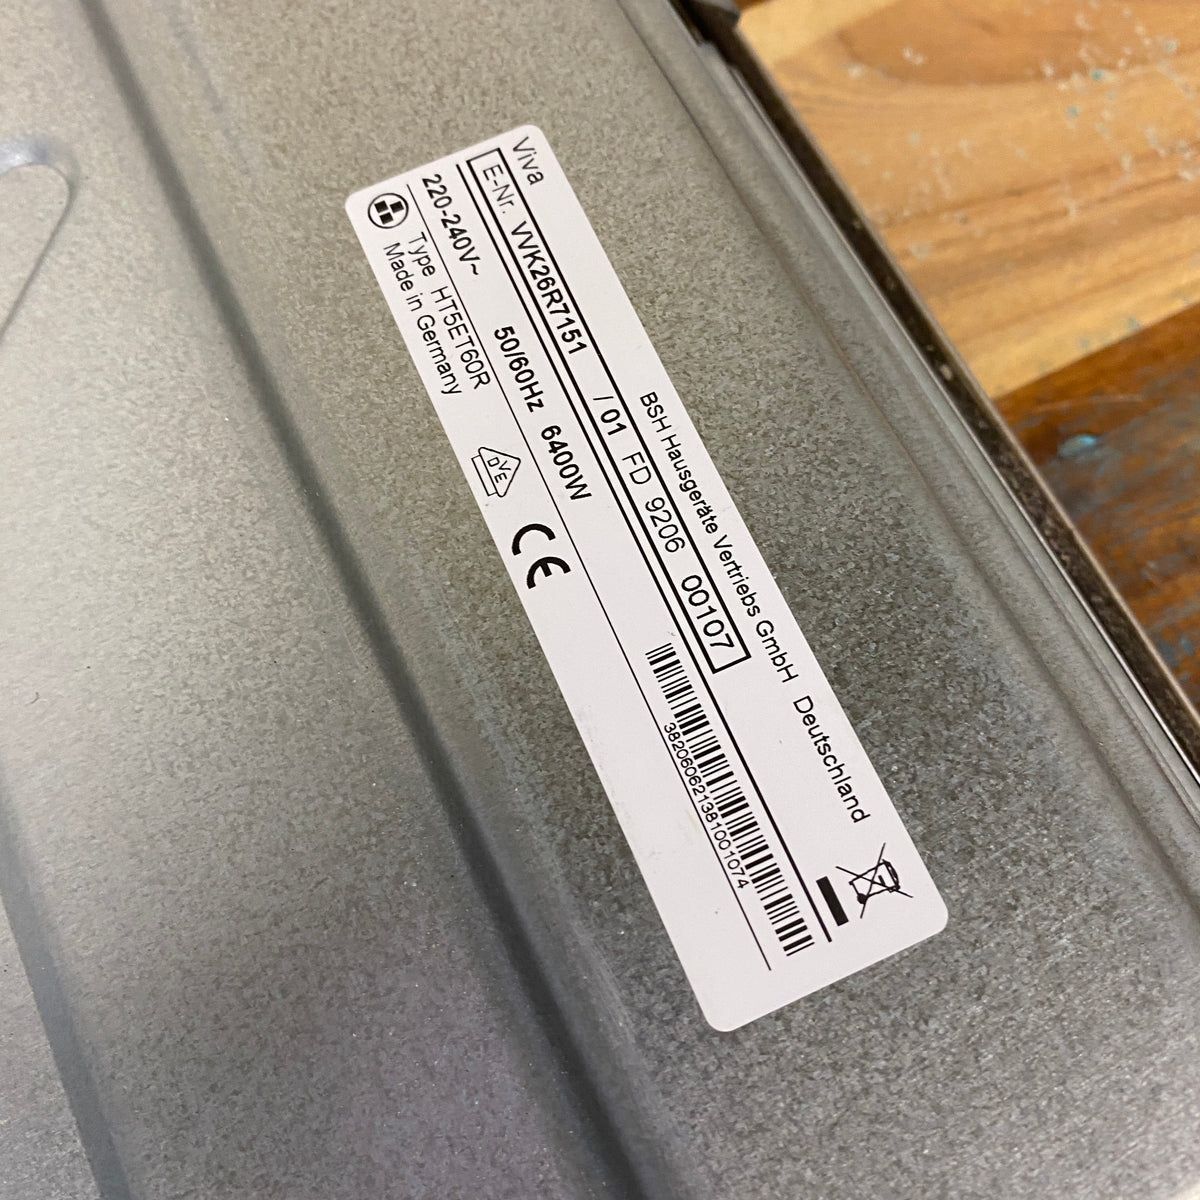 Viva
BSH Hausgeräte Vertriebs GmbH Deutschland
E-Nr. VVK26R7151 / 01 FD 9206 00107
220-240V~ 50/60Hz 6400W
382060621381001074
Type HT5ET60R
Made in Germany
DVE
CE